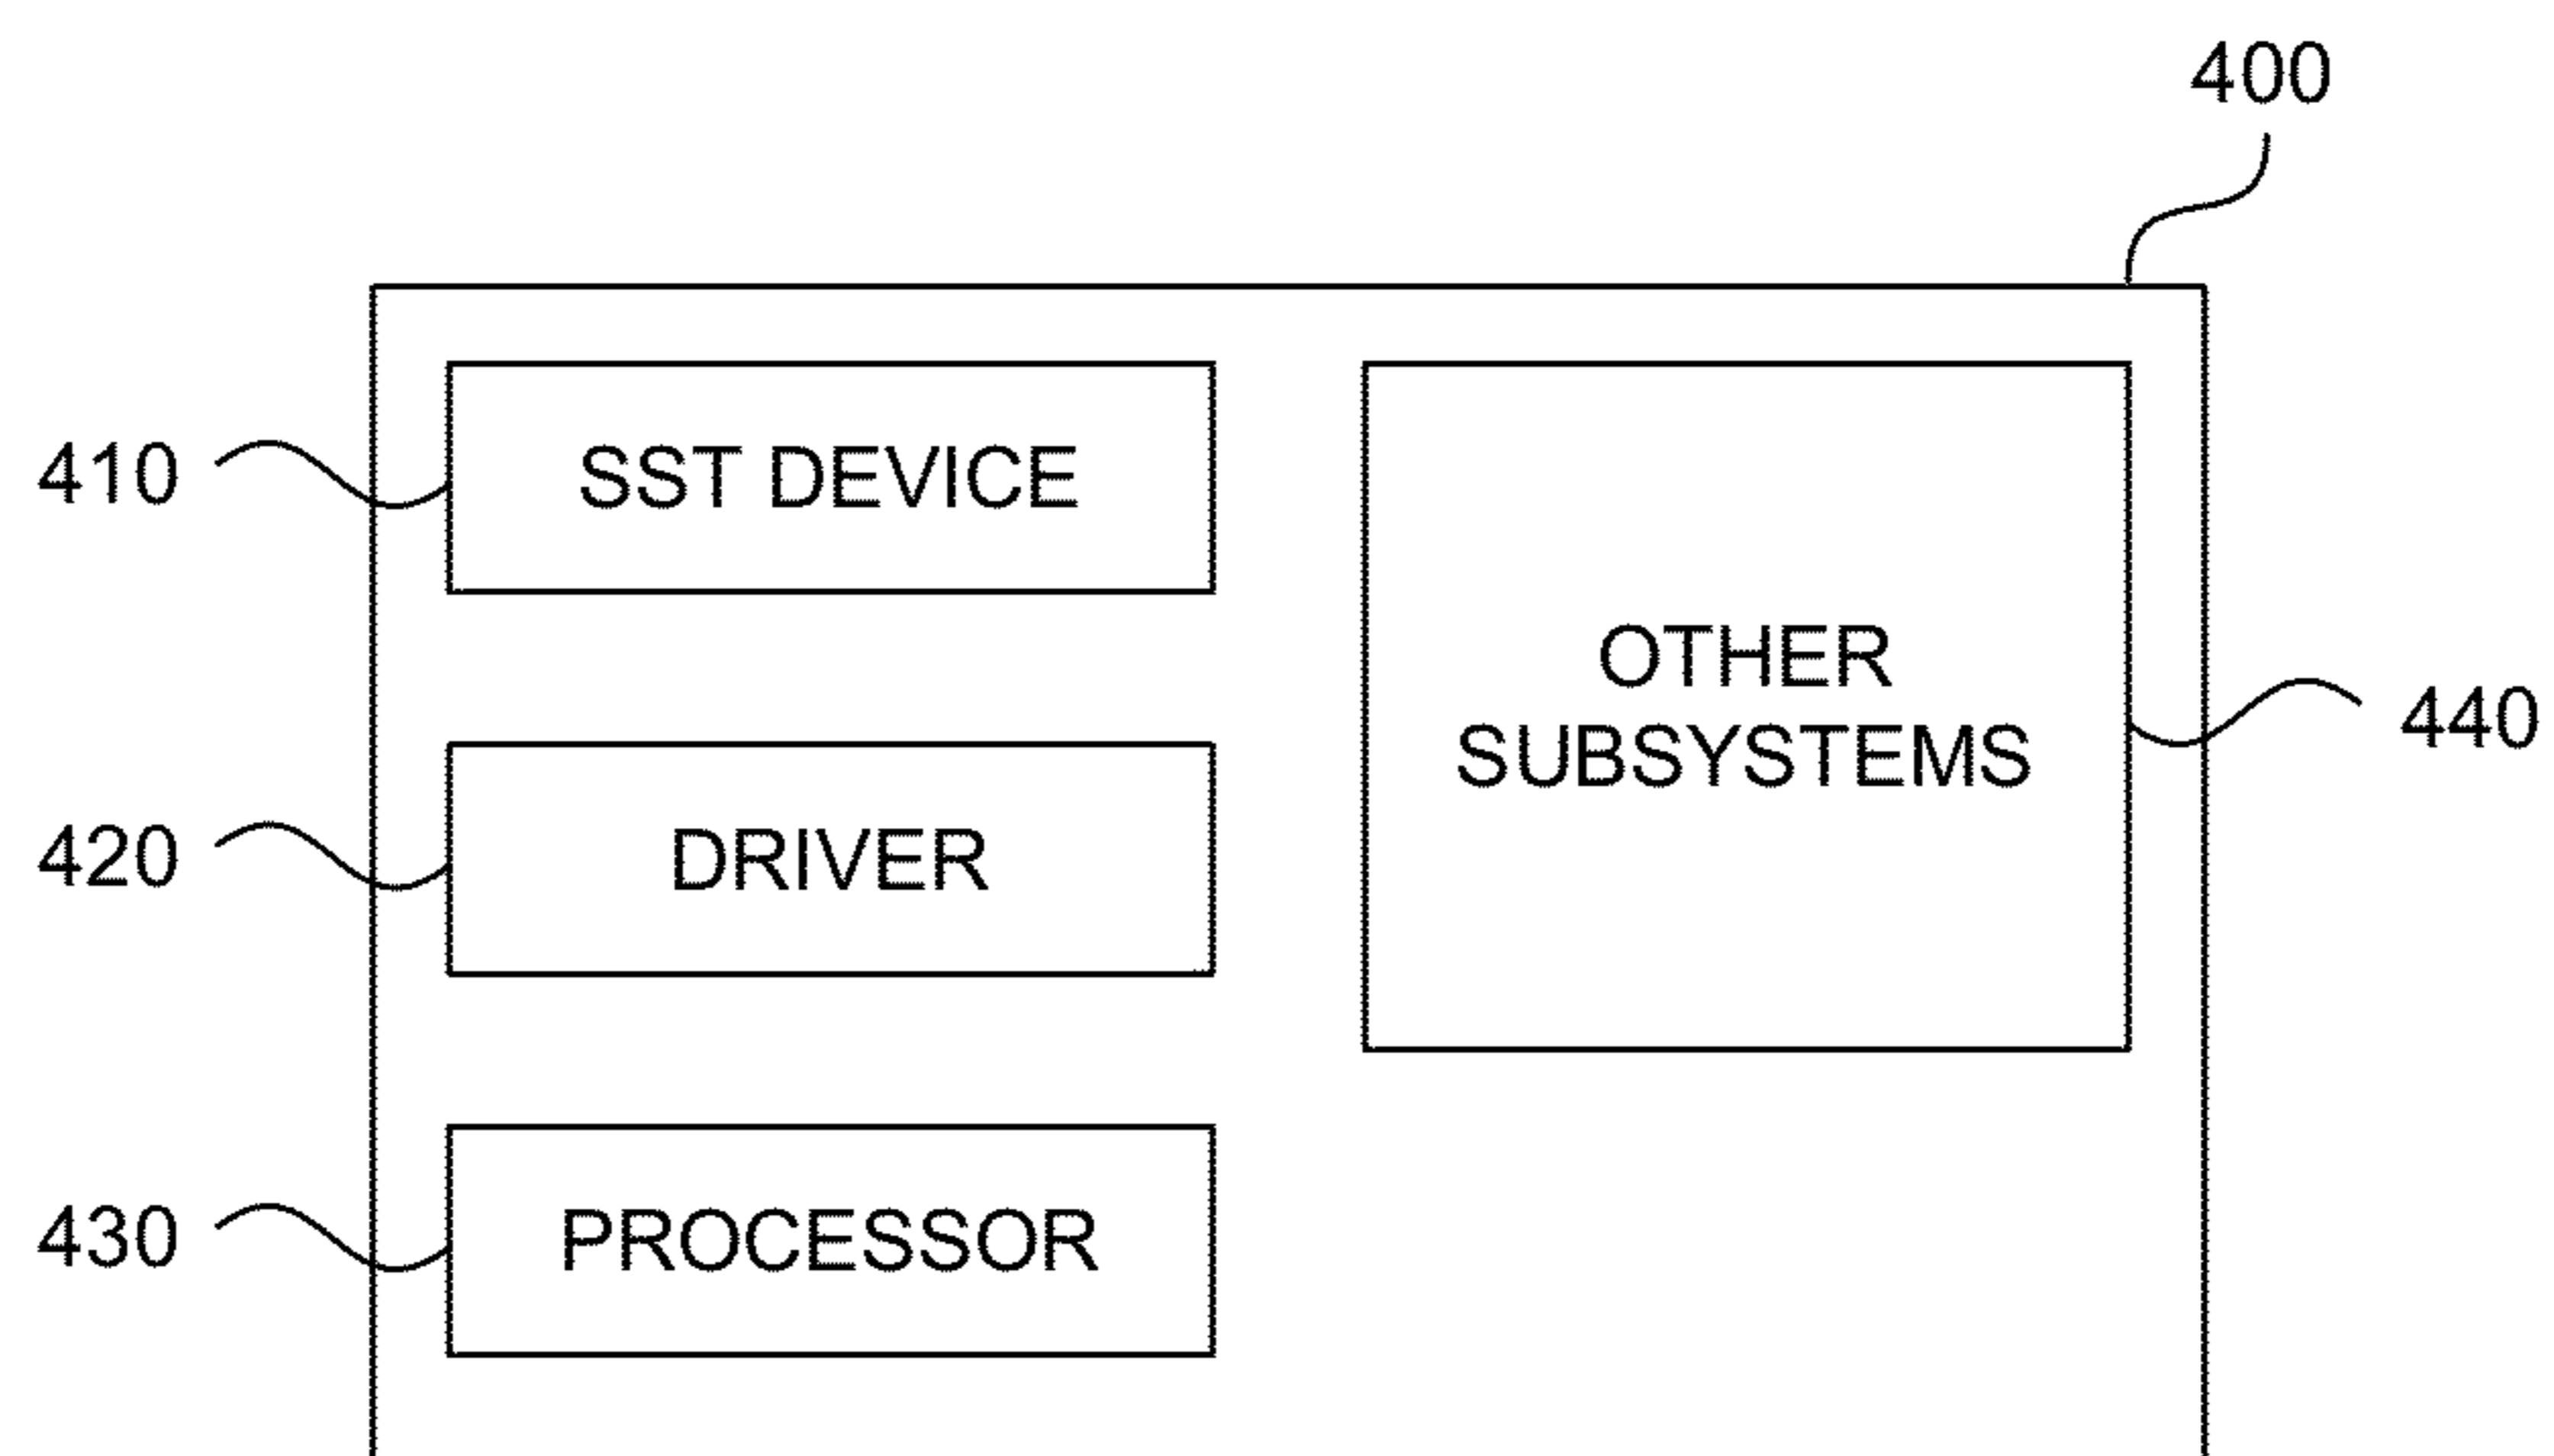 400
410
SST DEVICE
OTHER
SUBSYSTEMS
440
420
DRIVER
430
PROCESSOR